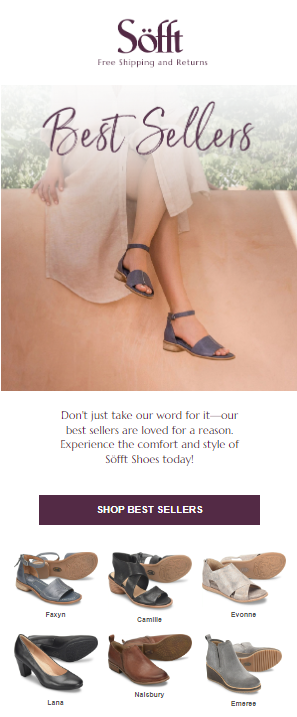 Söfft
Free Shipping and Returns
Best Sellers
Don't just take our word for it—our
best sellers are loved for a reason.
Experience the comfort and style of
Söfft Shoes today!
SHOP BEST SELLERS
Faxyn
Camille
Evonne
Lana
Nalsbury
Emeree